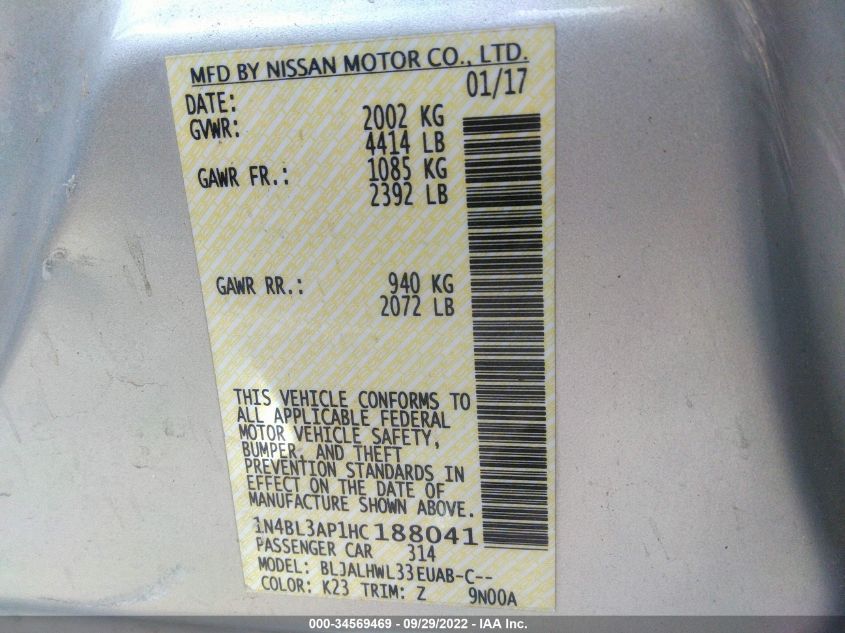 MFD BY NISSAN MOTOR CO., LTD.
DATE: 01/17
GVWR: 2002 KG
4414 LB
GAWR FR.: 1085 KG
2392 LB
GAWR RR.: 940 KG
2072 LB
THIS VEHICLE CONFORMS TO
ALL APPLICABLE FEDERAL
MOTOR VEHICLE SAFETY,
BUMPER, AND THEFT
PREVENTION STANDARDS IN
EFFECT ON THE DATE OF
MANUFACTURE SHOWN ABOVE.
1N4BL3AP1HC188041
PASSENGER CAR 314
MODEL: BLJALHWL33EUAB-C--
COLOR: K23 TRIM: Z 9N00A
000-34569469 - 09/29/2022 - IAA Inc.